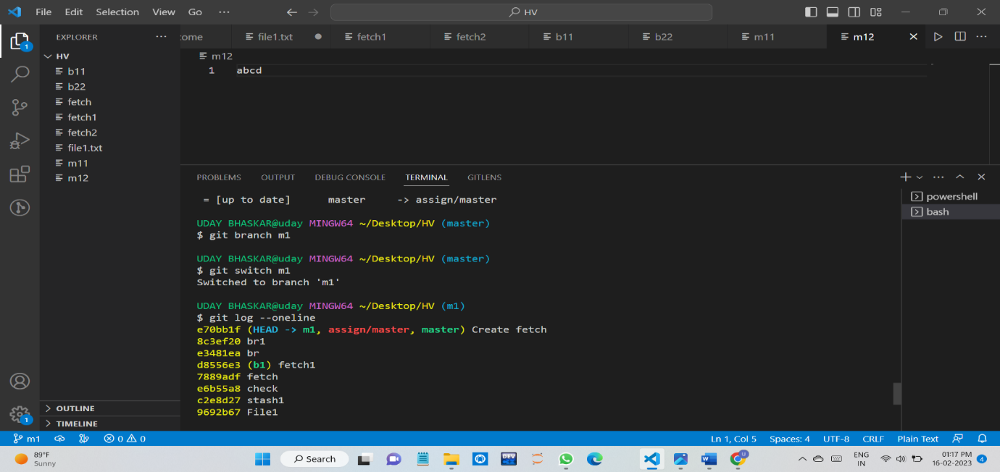 File Edit Selection View Go ··· HV
EXPLORER ···
HV
b11
b22
fetch
fetch1
fetch2
file1.txt
m11
m12
OUTLINE
TIMELINE
ome file1.txt fetch1 fetch2 b11 b22 m11 m12
m12
1 abcd
PROBLEMS OUTPUT DEBUG CONSOLE TERMINAL GITLENS
powershell
bash
= [up to date] master -> assign/master
UDAY BHASKAR@uday MINGW64 ~/Desktop/HV (master)
$ git branch m1
UDAY BHASKAR@uday MINGW64 ~/Desktop/HV (master)
$ git switch m1
Switched to branch 'm1'
UDAY BHASKAR@uday MINGW64 ~/Desktop/HV (m1)
$ git log --oneline
e70bb1f (HEAD -> m1, assign/master, master) Create fetch
8c3ef20 br1
e3481ea br
d8556e3 (b1) fetch1
7889adf fetch
e6b55a8 check
c2e8d27 stash1
9692b67 File1
1
1
m1 0 0 Ln 1, Col 5 Spaces: 4 UTF-8 CRLF Plain Text
89°F
Sunny
Search
DEV
W
U
ENG
IN
01:17 PM
16-02-2023
4